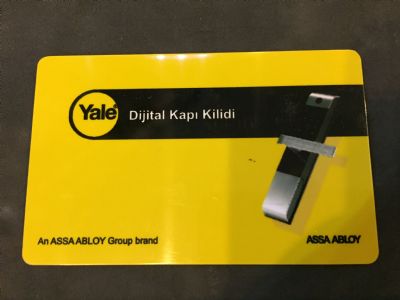 Yale
Dijital Kapı Kilidi
An ASSA ABLOY Group brand
ASSA ABLOY